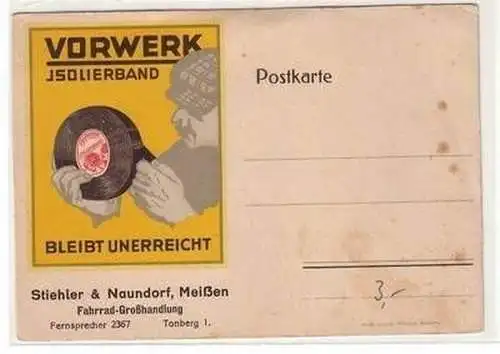 VORWERK
JSOLIERBAND
BLEIBT UNERREICHT
Stiehler & Naundorf, Meißen
Fahrrad-Großhandlung
Fernsprecher 2367 Tonberg 1.
Postkarte
3,-